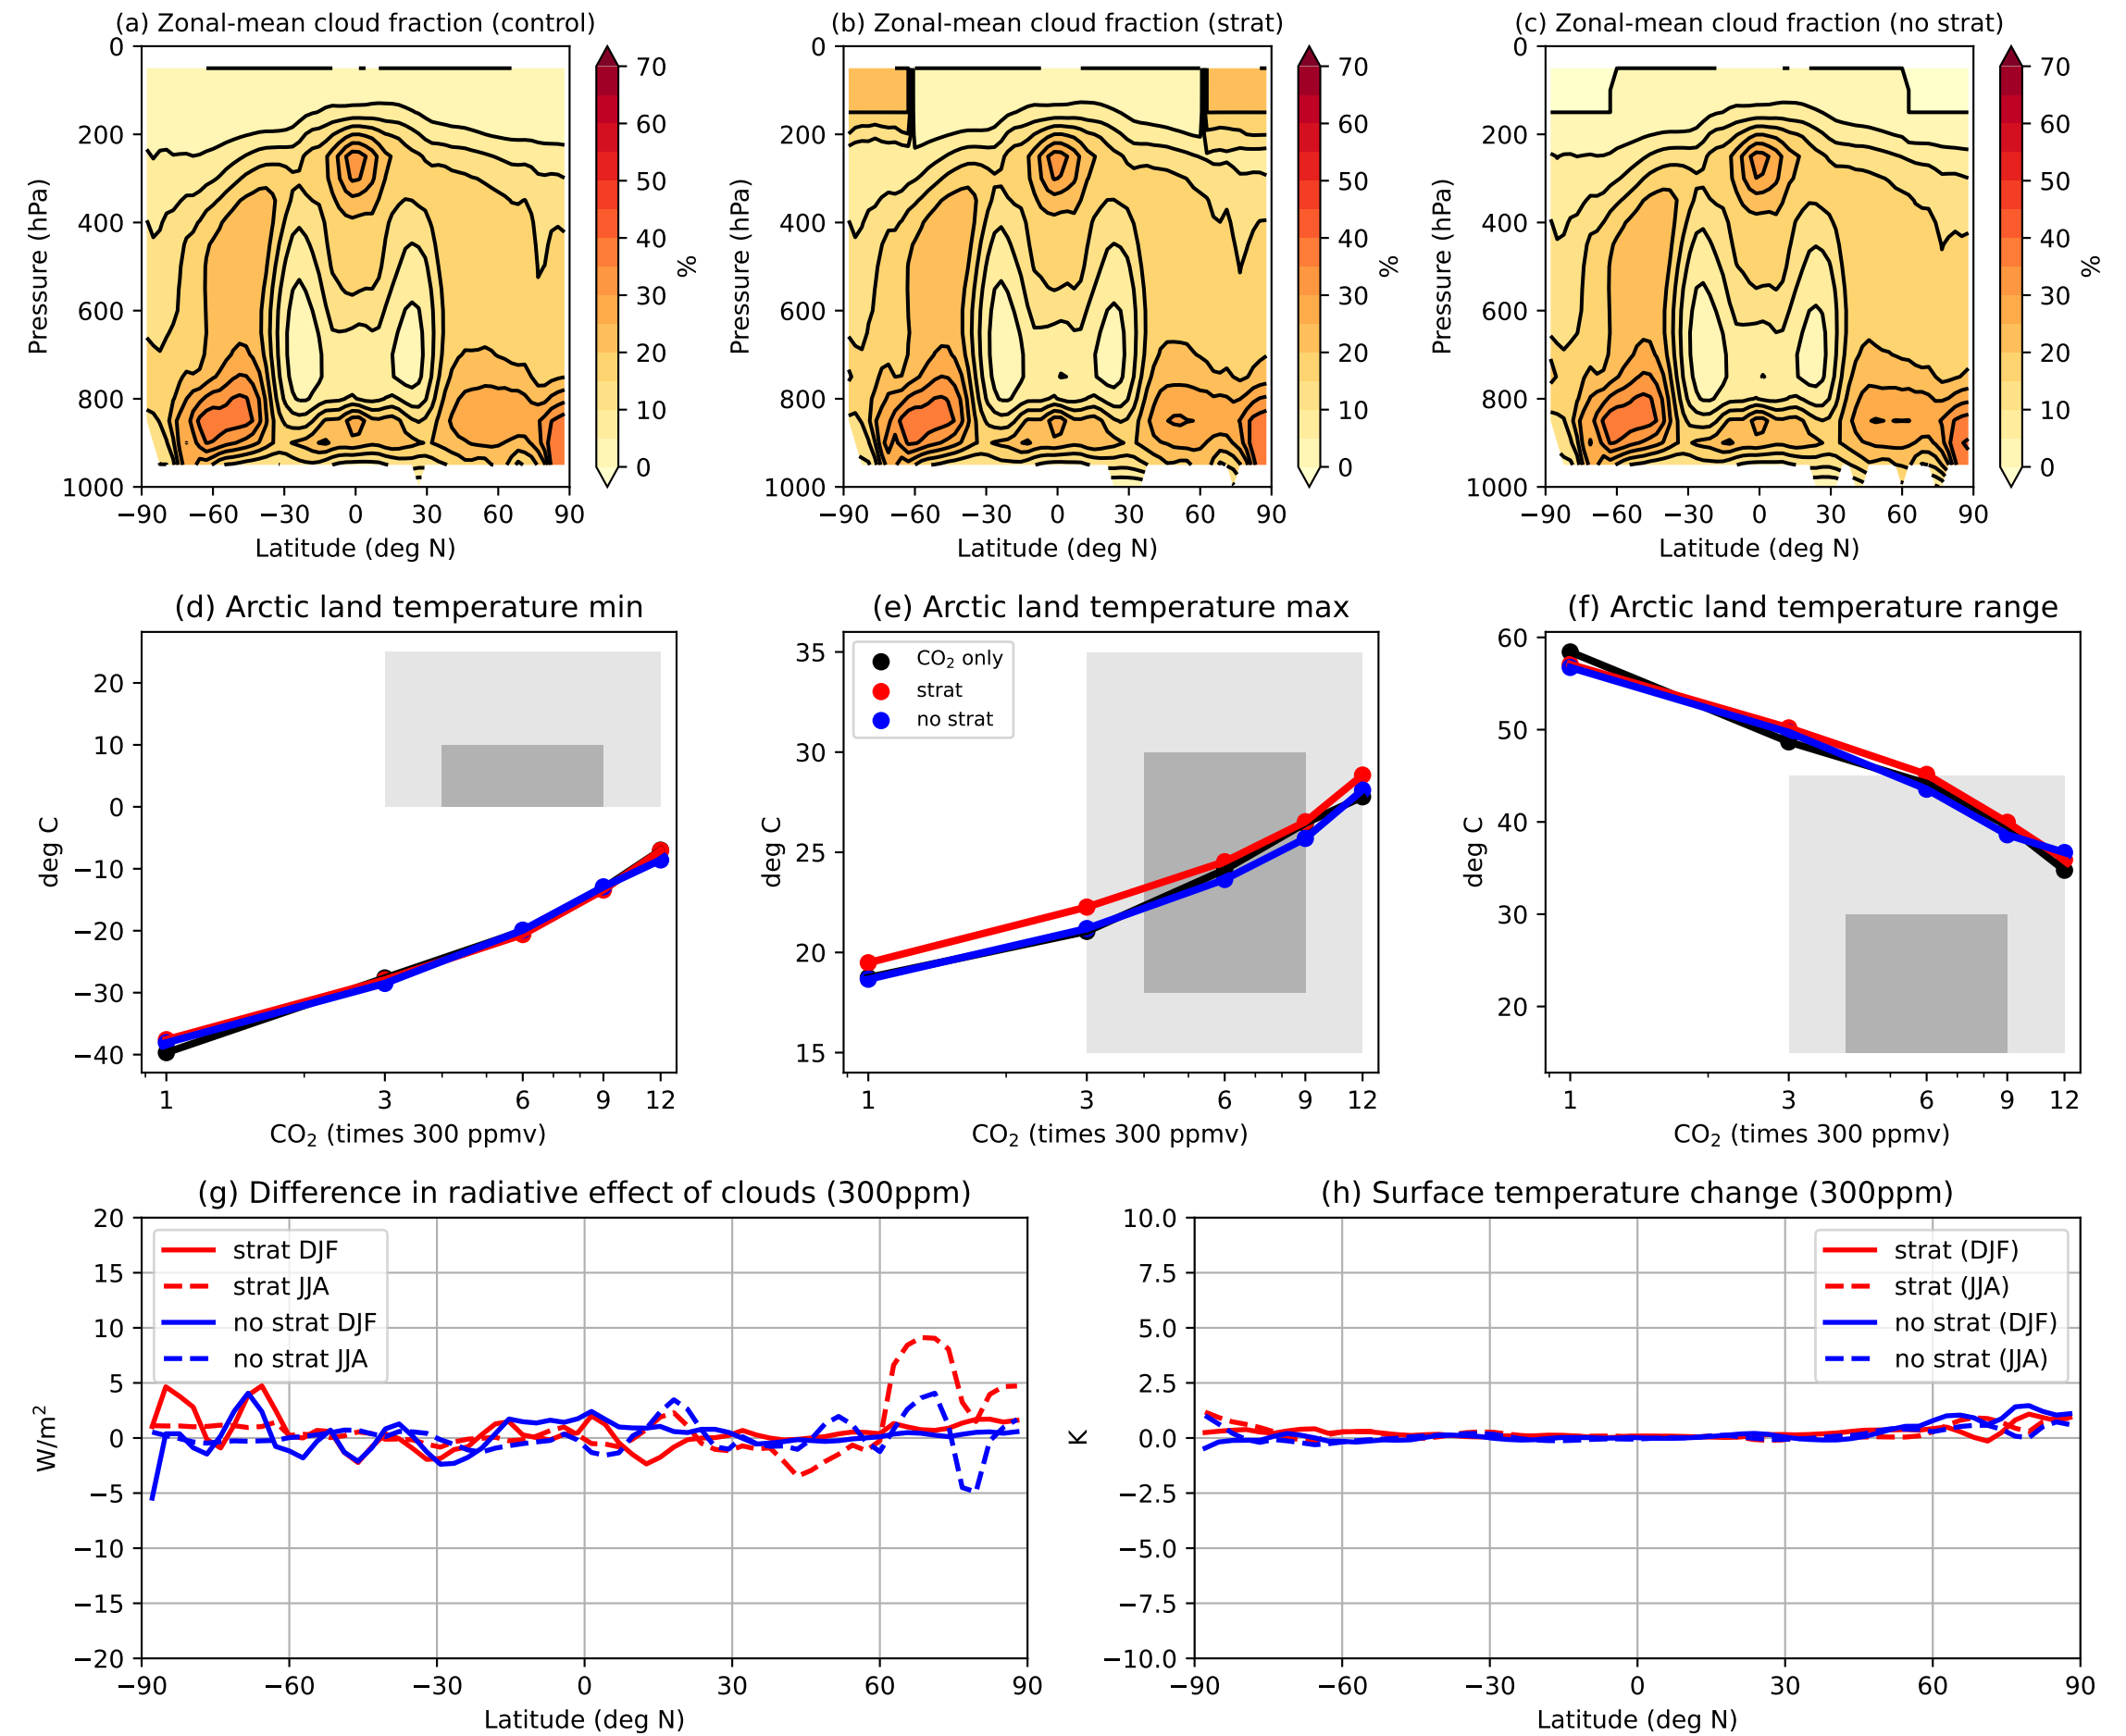 (a) Zonal-mean cloud fraction (control)
0
200
400
600
800
1000
Pressure (hPa)
−90 −60 −30 0 30 60 90
Latitude (deg N)
70
60
50
40
30
20
10
0
%
(b) Zonal-mean cloud fraction (strat)
0
200
400
600
800
1000
Pressure (hPa)
−90 −60 −30 0 30 60 90
Latitude (deg N)
70
60
50
40
30
20
10
0
%
(c) Zonal-mean cloud fraction (no strat)
0
200
400
600
800
1000
Pressure (hPa)
−90 −60 −30 0 30 60 90
Latitude (deg N)
70
60
50
40
30
20
10
0
%
(d) Arctic land temperature min
20
10
0
−10
−20
−30
−40
deg C
1 3 6 9 12
CO₂ (times 300 ppmv)
(e) Arctic land temperature max
35
30
25
20
15
deg C
CO₂ only
strat
no strat
1 3 6 9 12
CO₂ (times 300 ppmv)
(f) Arctic land temperature range
60
50
40
30
20
deg C
1 3 6 9 12
CO₂ (times 300 ppmv)
(g) Difference in radiative effect of clouds (300ppm)
20
15
10
5
0
−5
−10
−15
−20
W/m²
strat DJF
strat JJA
no strat DJF
no strat JJA
−90 −60 −30 0 30 60 90
Latitude (deg N)
(h) Surface temperature change (300ppm)
10.0
7.5
5.0
2.5
0.0
−2.5
−5.0
−7.5
−10.0
K
strat (DJF)
strat (JJA)
no strat (DJF)
no strat (JJA)
−90 −60 −30 0 30 60 90
Latitude (deg N)